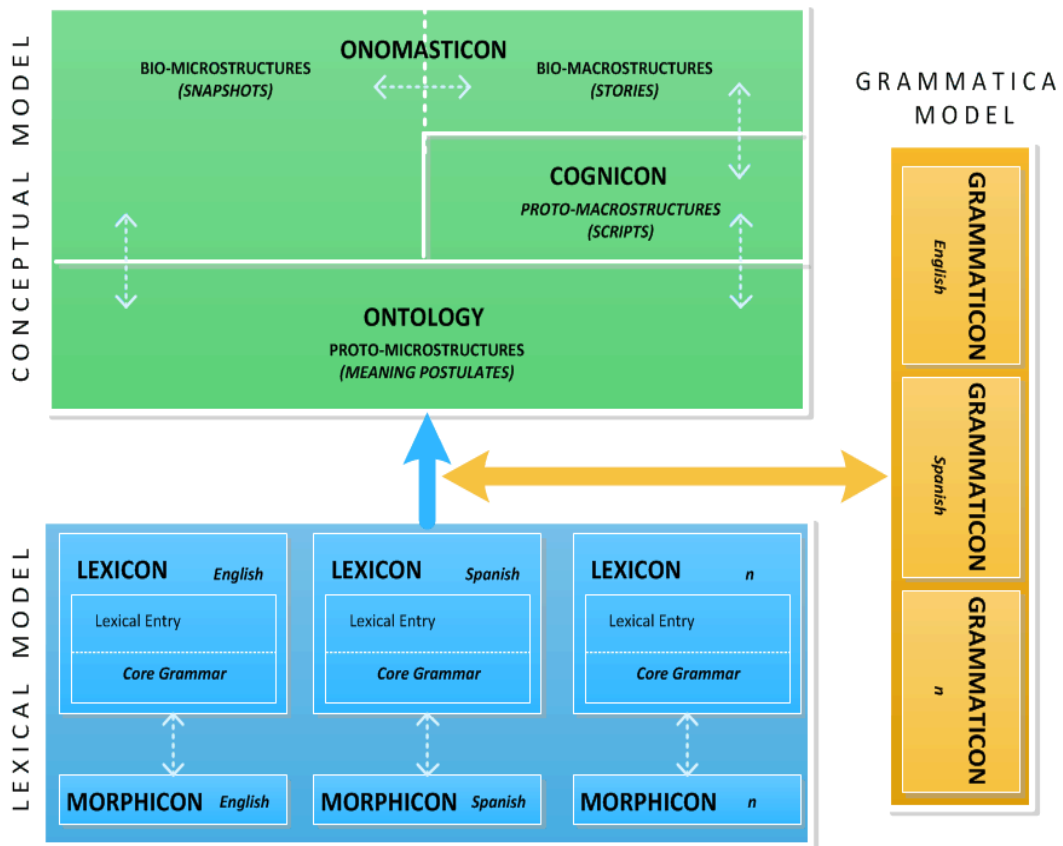 CONCEPTUAL MODEL
ONOMASTICON
BIO-MICROSTRUCTURES
(SNAPSHOTS)
BIO-MACROSTRUCTURES
(STORIES)
COGNICON
PROTO-MACROSTRUCTURES
(SCRIPTS)
ONTOLOGY
PROTO-MICROSTRUCTURES
(MEANING POSTULATES)
GRAMMATICA
MODEL
GRAMMATICON
English
GRAMMATICON
Spanish
GRAMMATICON
n
LEXICAL MODEL
LEXICON English
Lexical Entry
Core Grammar
MORPHICON English
LEXICON Spanish
Lexical Entry
Core Grammar
MORPHICON Spanish
LEXICON n
Lexical Entry
Core Grammar
MORPHICON n